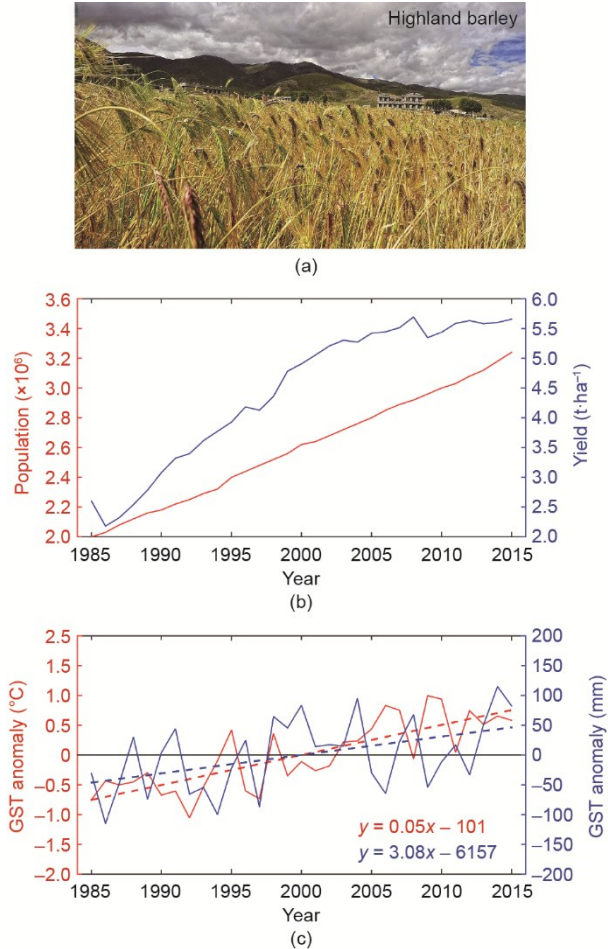 Highland barley
(a)
Population (×10⁶)
3.6
3.4
3.2
3.0
2.8
2.6
2.4
2.2
2.0
6.0
5.5
5.0
4.5
4.0
3.5
3.0
2.5
2.0
Yield (t·ha⁻¹)
1985 1990 1995 2000 2005 2010 2015
Year
(b)
GST anomaly (°C)
2.5
2.0
1.5
1.0
0.5
0
–0.5
–1.0
–1.5
–2.0
200
150
100
50
0
–50
–100
–150
–200
GST anomaly (mm)
y = 0.05x – 101
y = 3.08x – 6157
1985 1990 1995 2000 2005 2010 2015
Year
(c)